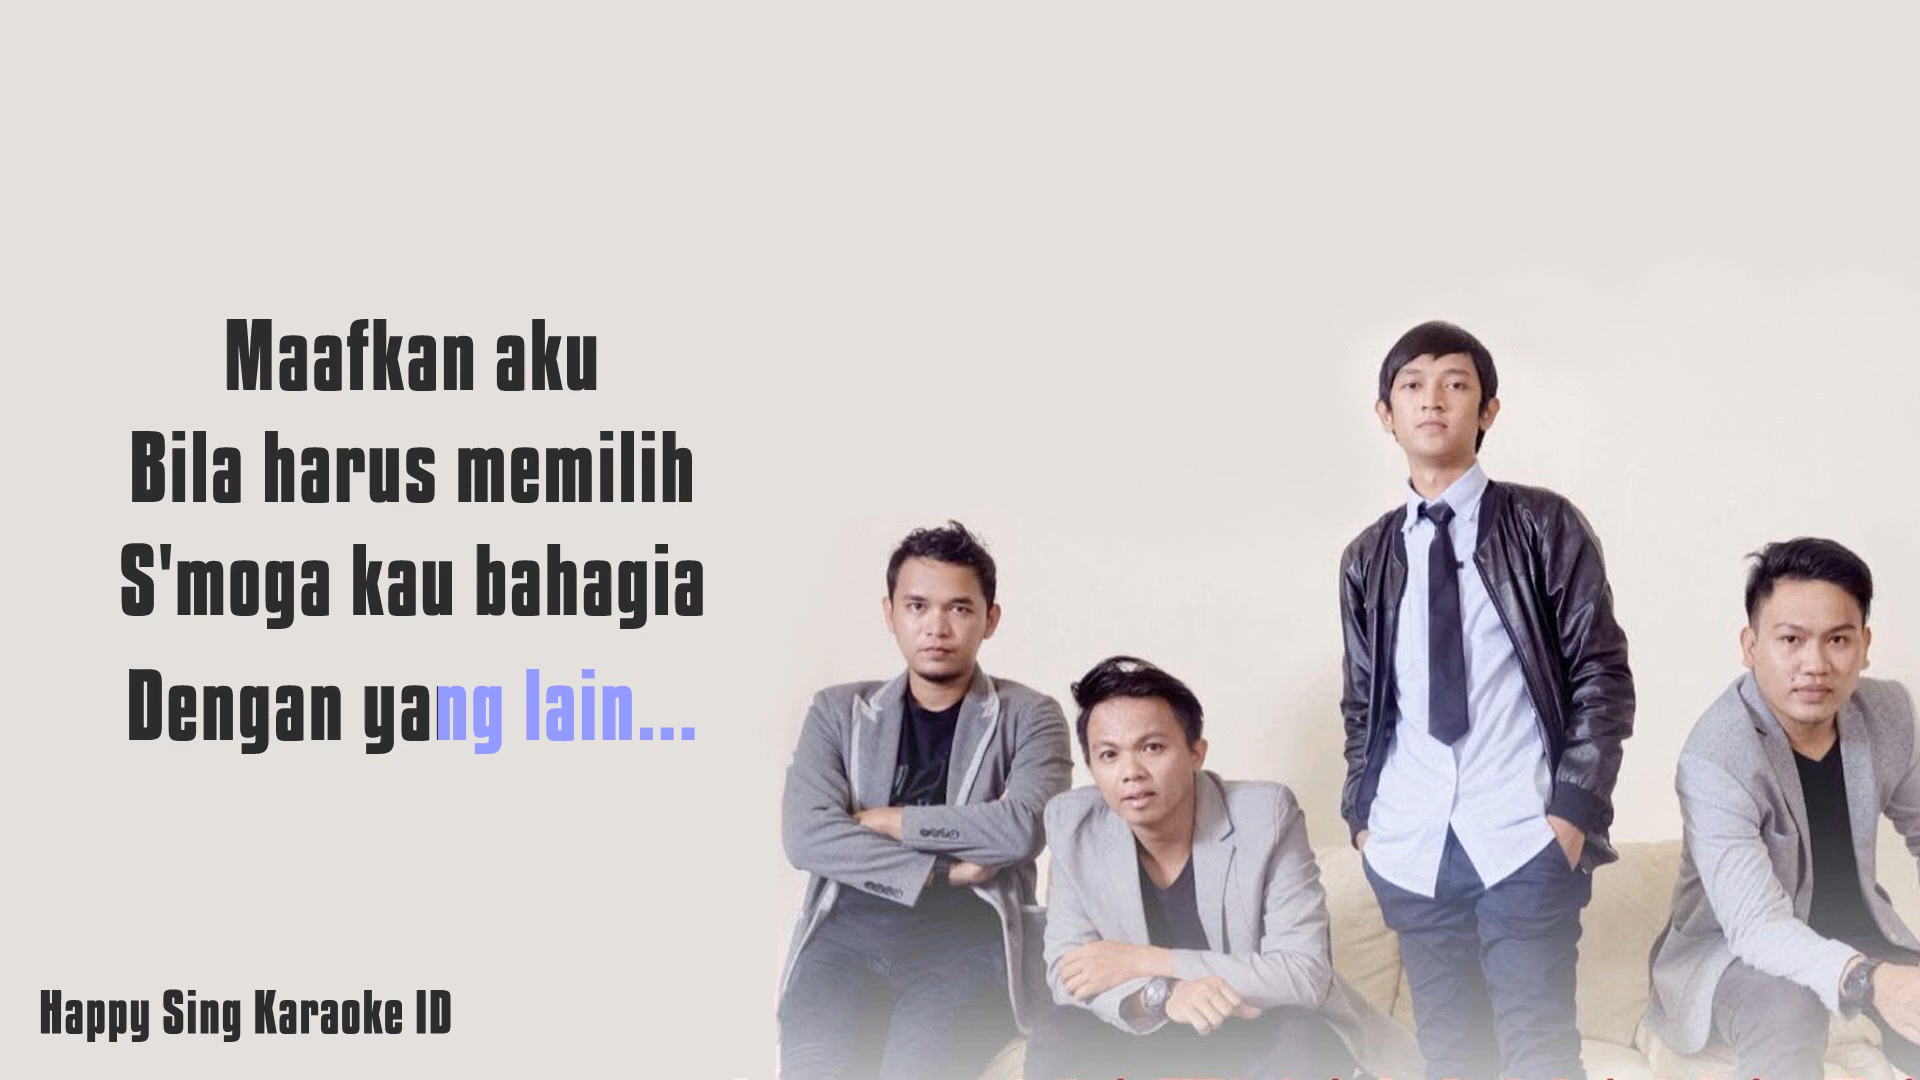 Maafkan aku
Bila harus memilih
S'moga kau bahagia
Dengan yang lain...
Happy Sing Karaoke ID